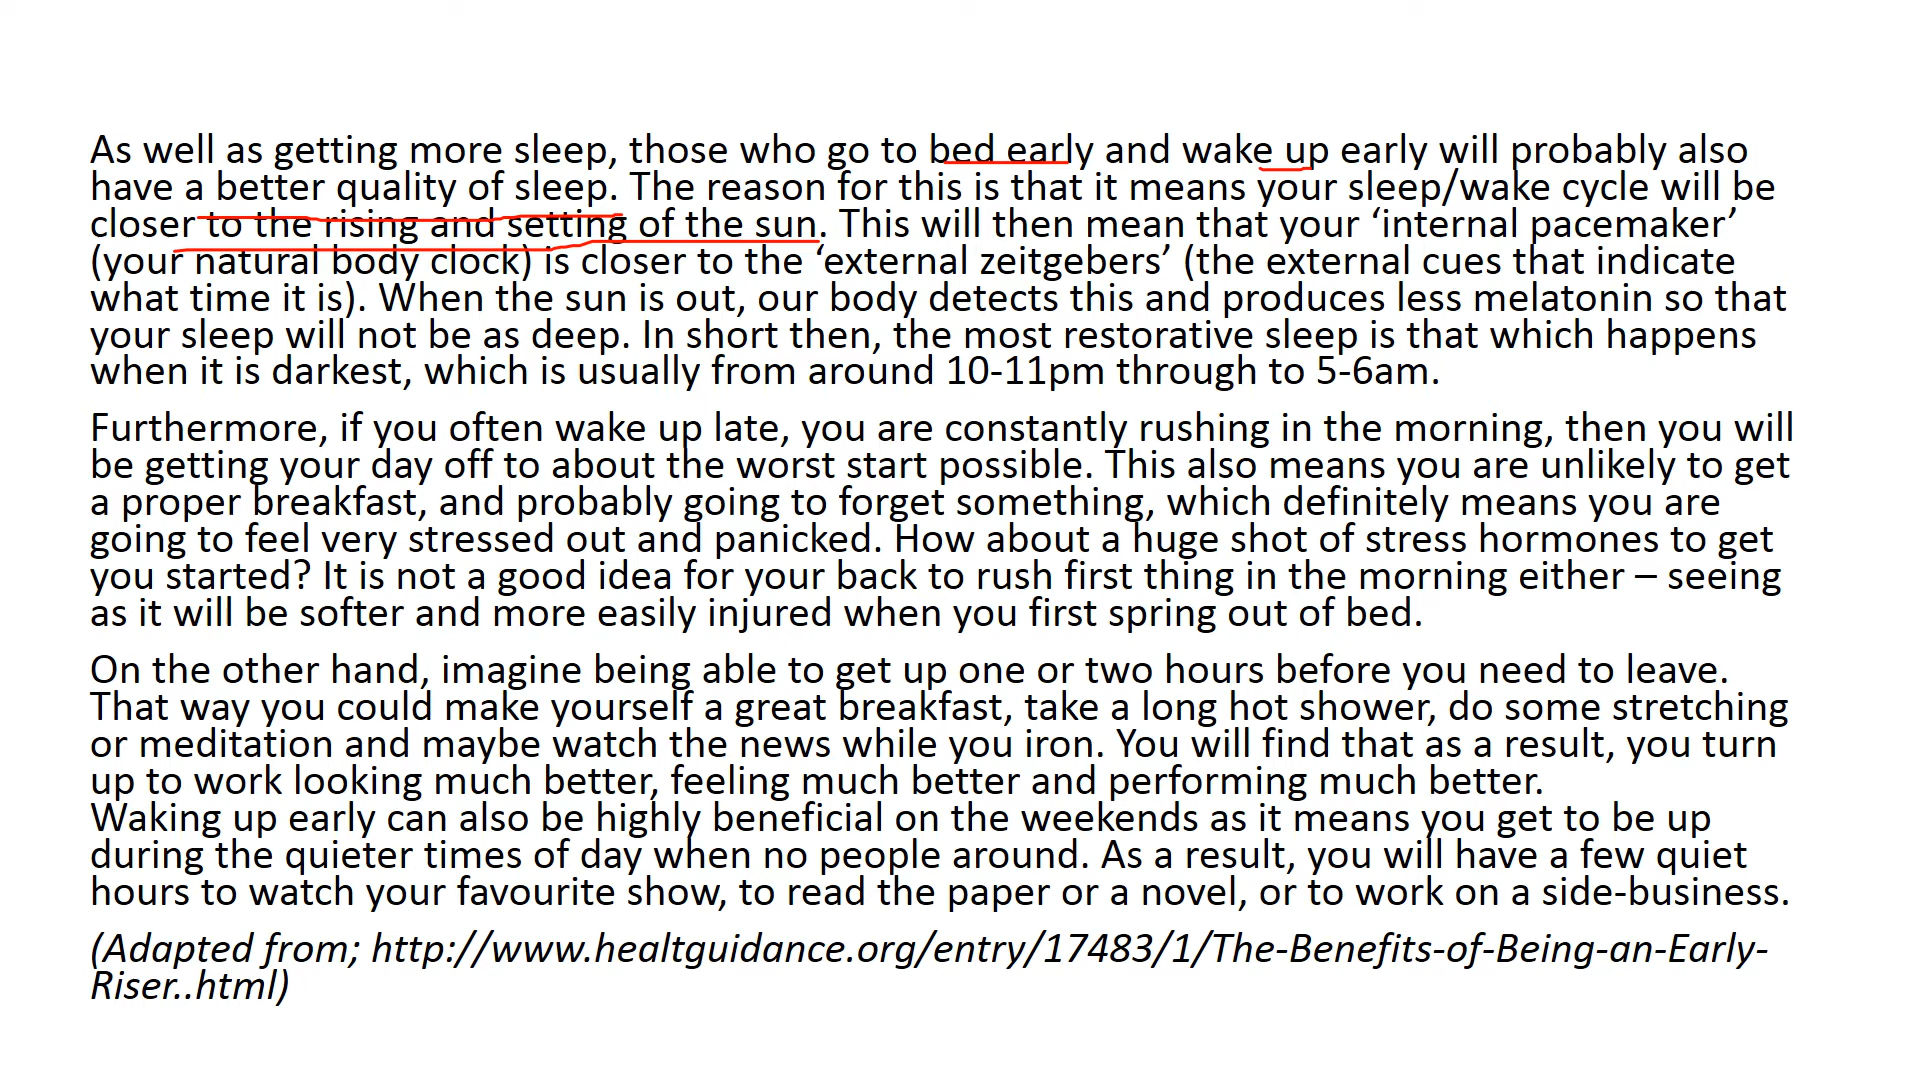 As well as getting more sleep, those who go to bed early and wake up early will probably also
have a better quality of sleep. The reason for this is that it means your sleep/wake cycle will be
closer to the rising and setting of the sun. This will then mean that your ‘internal pacemaker’
(your natural body clock) is closer to the ‘external zeitgebers’ (the external cues that indicate
what time it is). When the sun is out, our body detects this and produces less melatonin so that
your sleep will not be as deep. In short then, the most restorative sleep is that which happens
when it is darkest, which is usually from around 10-11pm through to 5-6am.
Furthermore, if you often wake up late, you are constantly rushing in the morning, then you will
be getting your day off to about the worst start possible. This also means you are unlikely to get
a proper breakfast, and probably going to forget something, which definitely means you are
going to feel very stressed out and panicked. How about a huge shot of stress hormones to get
you started? It is not a good idea for your back to rush first thing in the morning either – seeing
as it will be softer and more easily injured when you first spring out of bed.
On the other hand, imagine being able to get up one or two hours before you need to leave.
That way you could make yourself a great breakfast, take a long hot shower, do some stretching
or meditation and maybe watch the news while you iron. You will find that as a result, you turn
up to work looking much better, feeling much better and performing much better.
Waking up early can also be highly beneficial on the weekends as it means you get to be up
during the quieter times of day when no people around. As a result, you will have a few quiet
hours to watch your favourite show, to read the paper or a novel, or to work on a side-business.
(Adapted from; http://www.healtguidance.org/entry/17483/1/The-Benefits-of-Being-an-Early-
Riser..html)